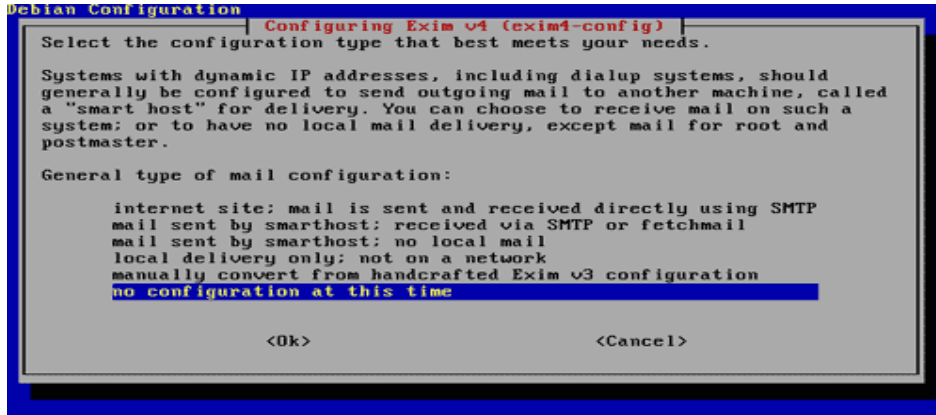 Debian Configuration
Configuring Exim v4 (exim4-config)
Select the configuration type that best meets your needs.
Systems with dynamic IP addresses, including dialup systems, should
generally be configured to send outgoing mail to another machine, called
a "smart host" for delivery. You can choose to receive mail on such a
system; or to have no local mail delivery, except mail for root and
postmaster.
General type of mail configuration:
internet site; mail is sent and received directly using SMTP
mail sent by smarthost; received via SMTP or fetchmail
mail sent by smarthost; no local mail
local delivery only; not on a network
manually convert from handcrafted Exim v3 configuration
no configuration at this time
<Ok> <Cancel>